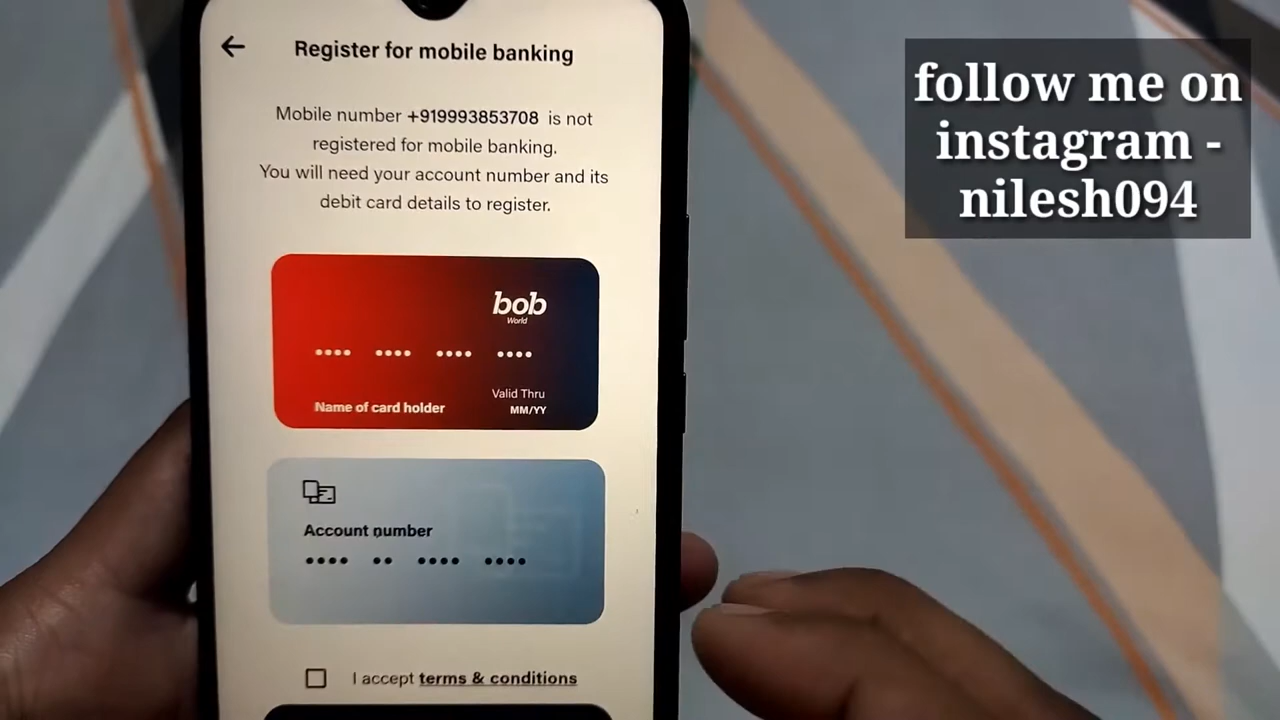 Register for mobile banking
Mobile number +919993853708 is not
registered for mobile banking.
You will need your account number and its
debit card details to register.
bob
World
•••• •••• •••• ••••
Valid Thru
Name of card holder
MM/YY
Account number
•••• •• •••• ••••
I accept terms & conditions
follow me on
instagram -
nilesh094